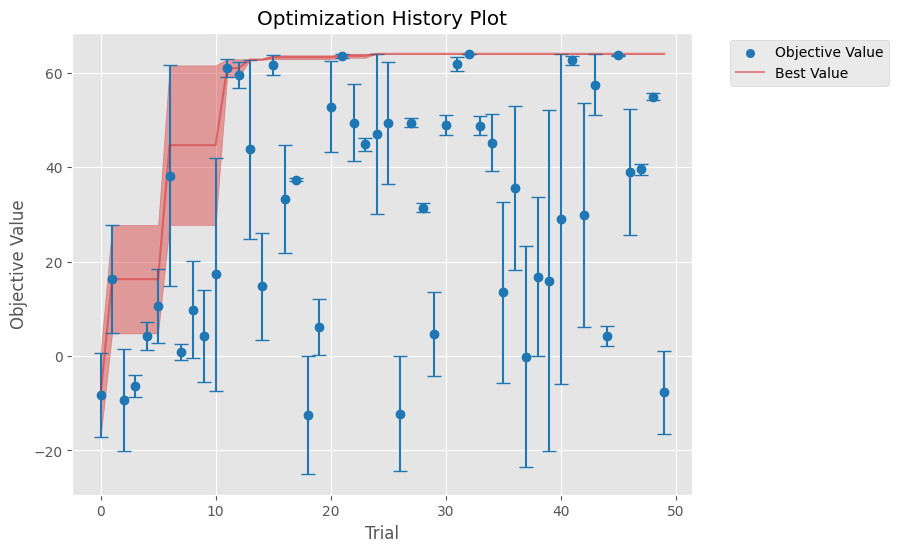 Optimization History Plot
Objective Value
Best Value
Objective Value
60
40
20
0
−20
0 10 20 30 40 50
Trial